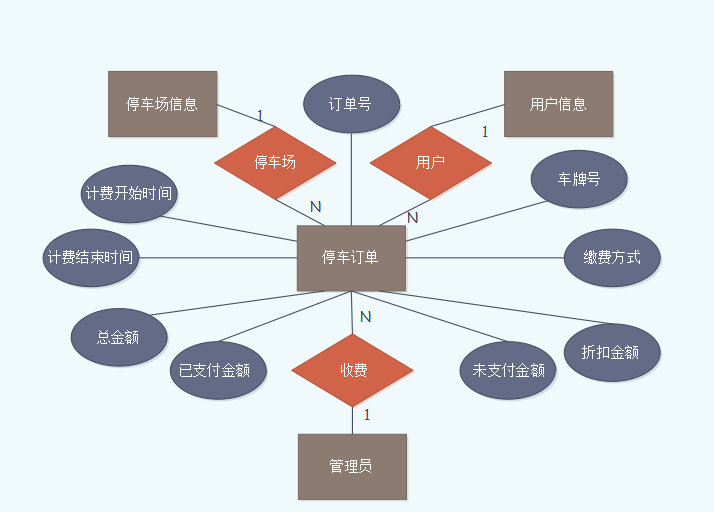 停车场信息
订单号
用户信息
1
1
停车场
用户
车牌号
计费开始时间
N
N
计费结束时间
停车订单
缴费方式
总金额
N
折扣金额
已支付金额
收费
未支付金额
1
管理员